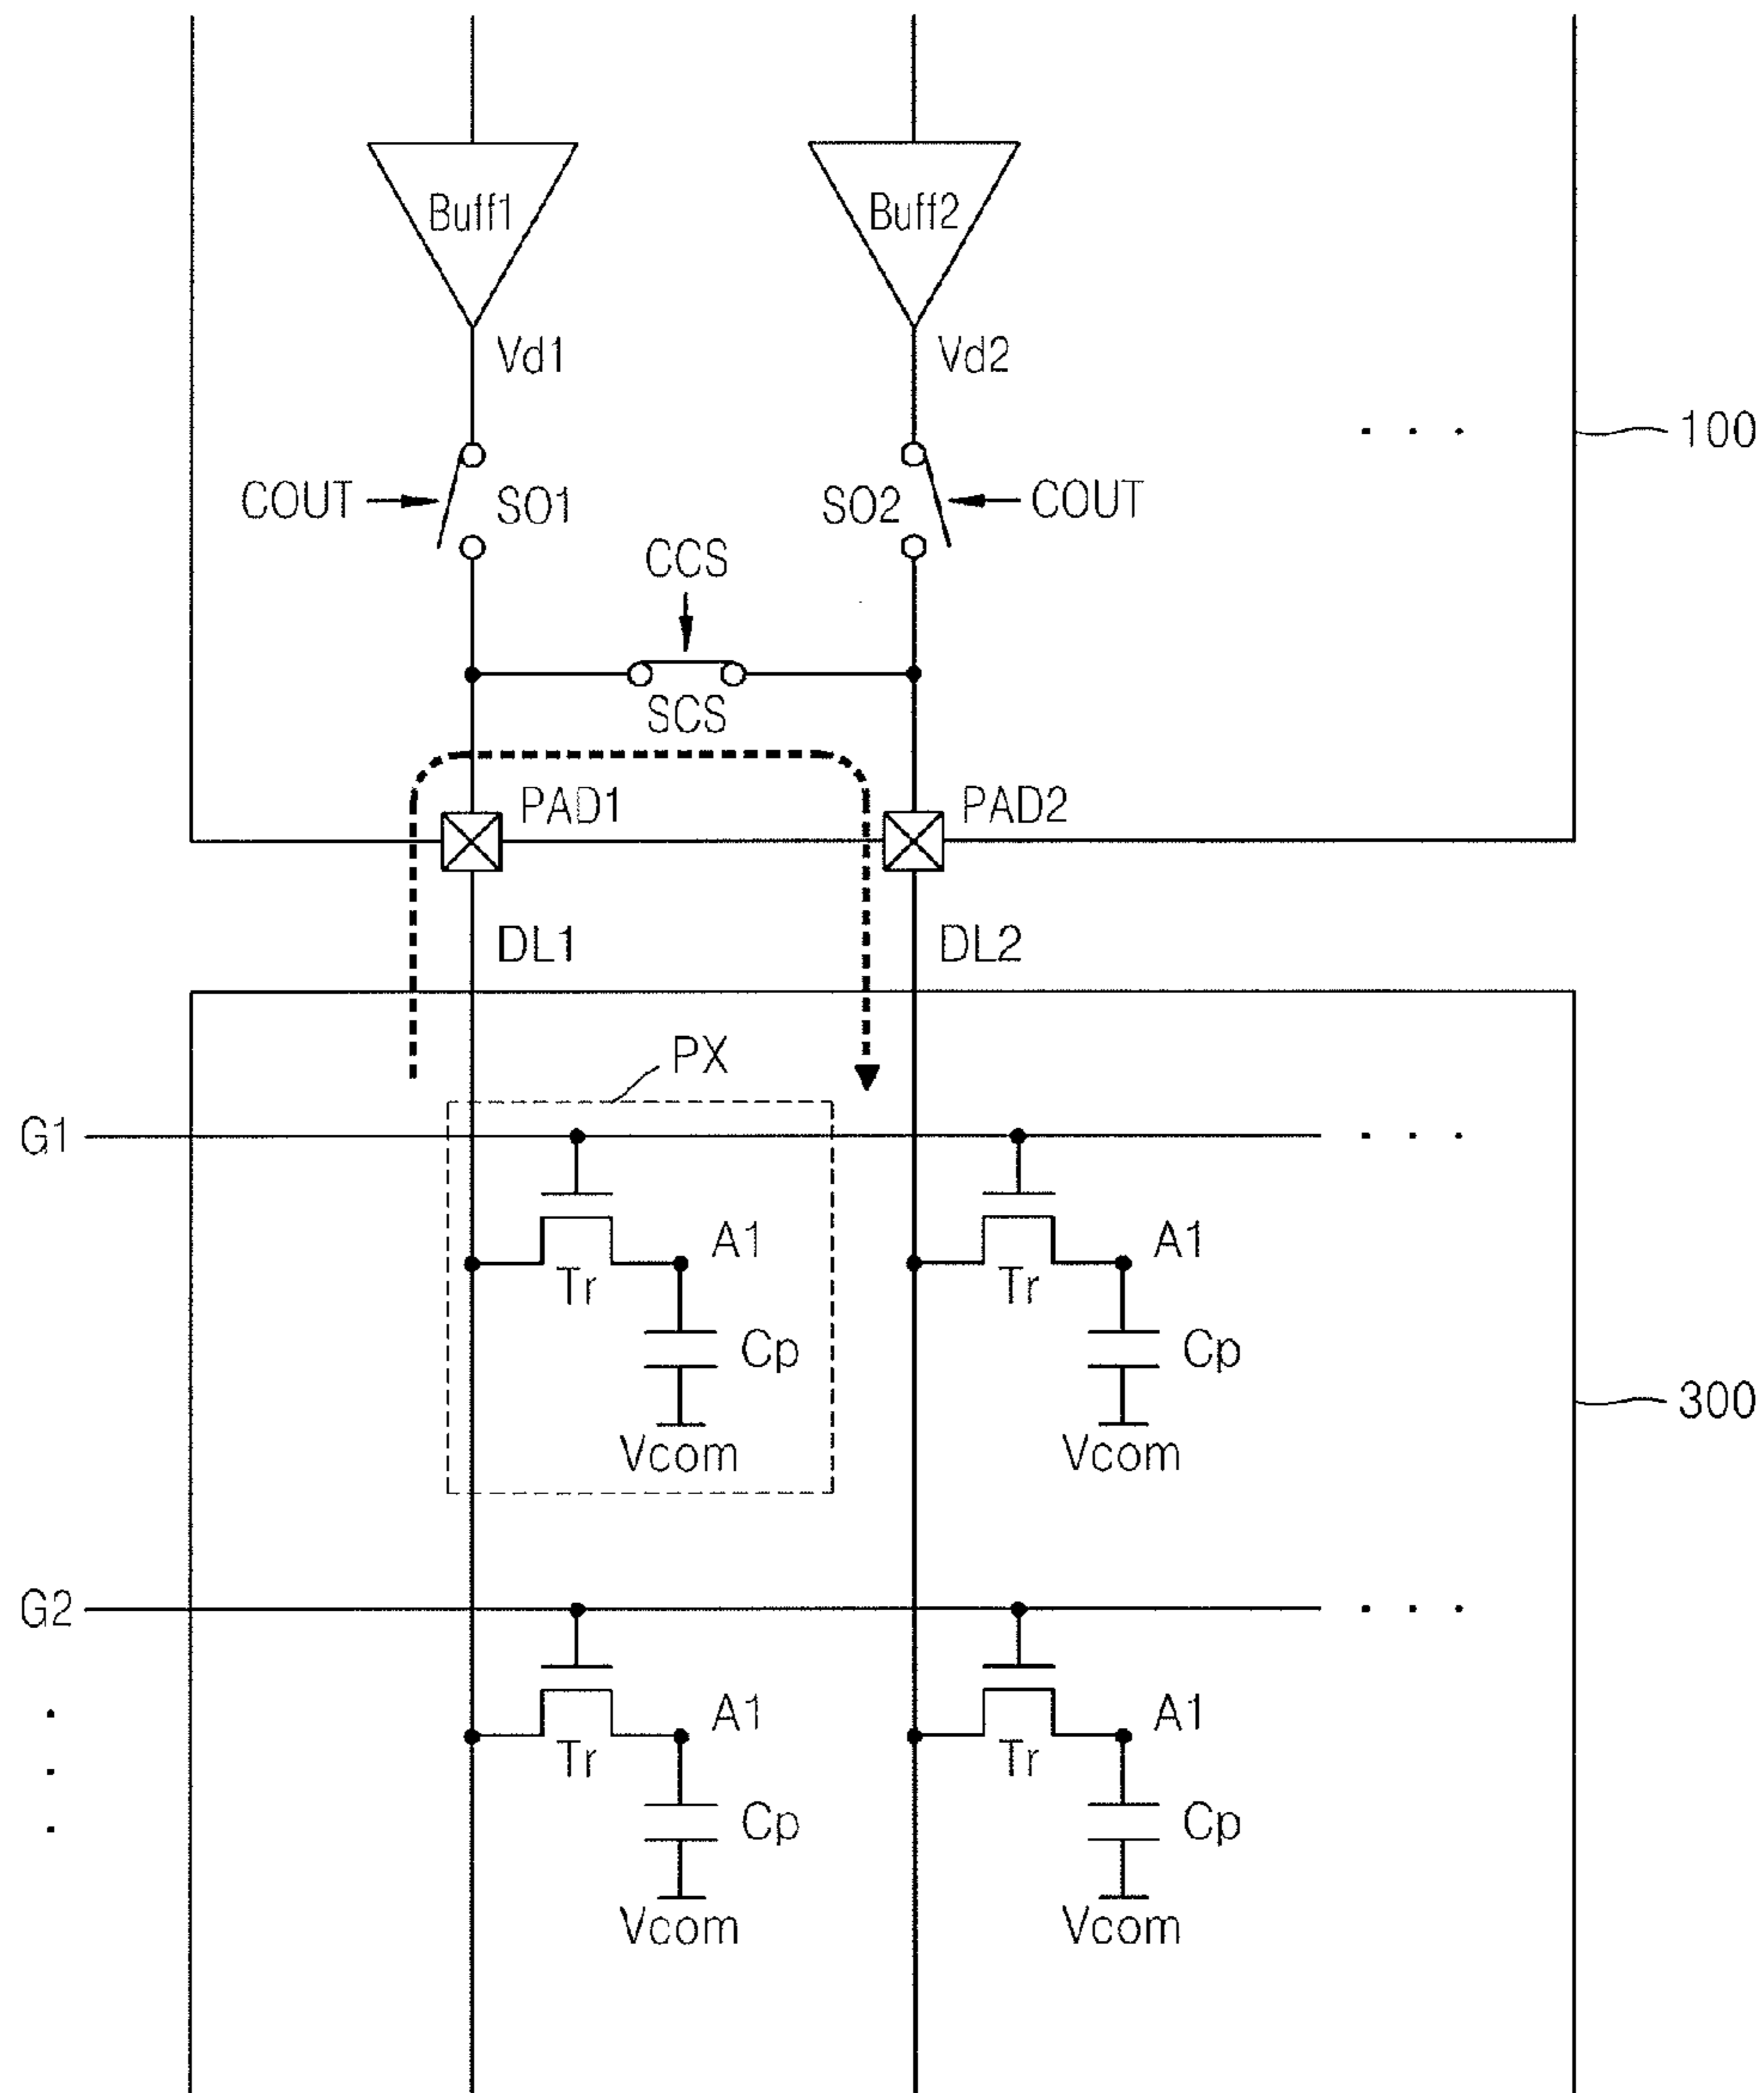 Buff1 Buff2
Vd1 Vd2
. . . 100
COUT SO1 SO2 COUT
CCS
SCS
PAD1 PAD2
DL1 DL2
PX
G1 . . .
A1 A1
Tr Tr
Cp Cp
300
Vcom Vcom
G2 . . .
A1 A1
Tr Tr
Cp Cp
Vcom Vcom